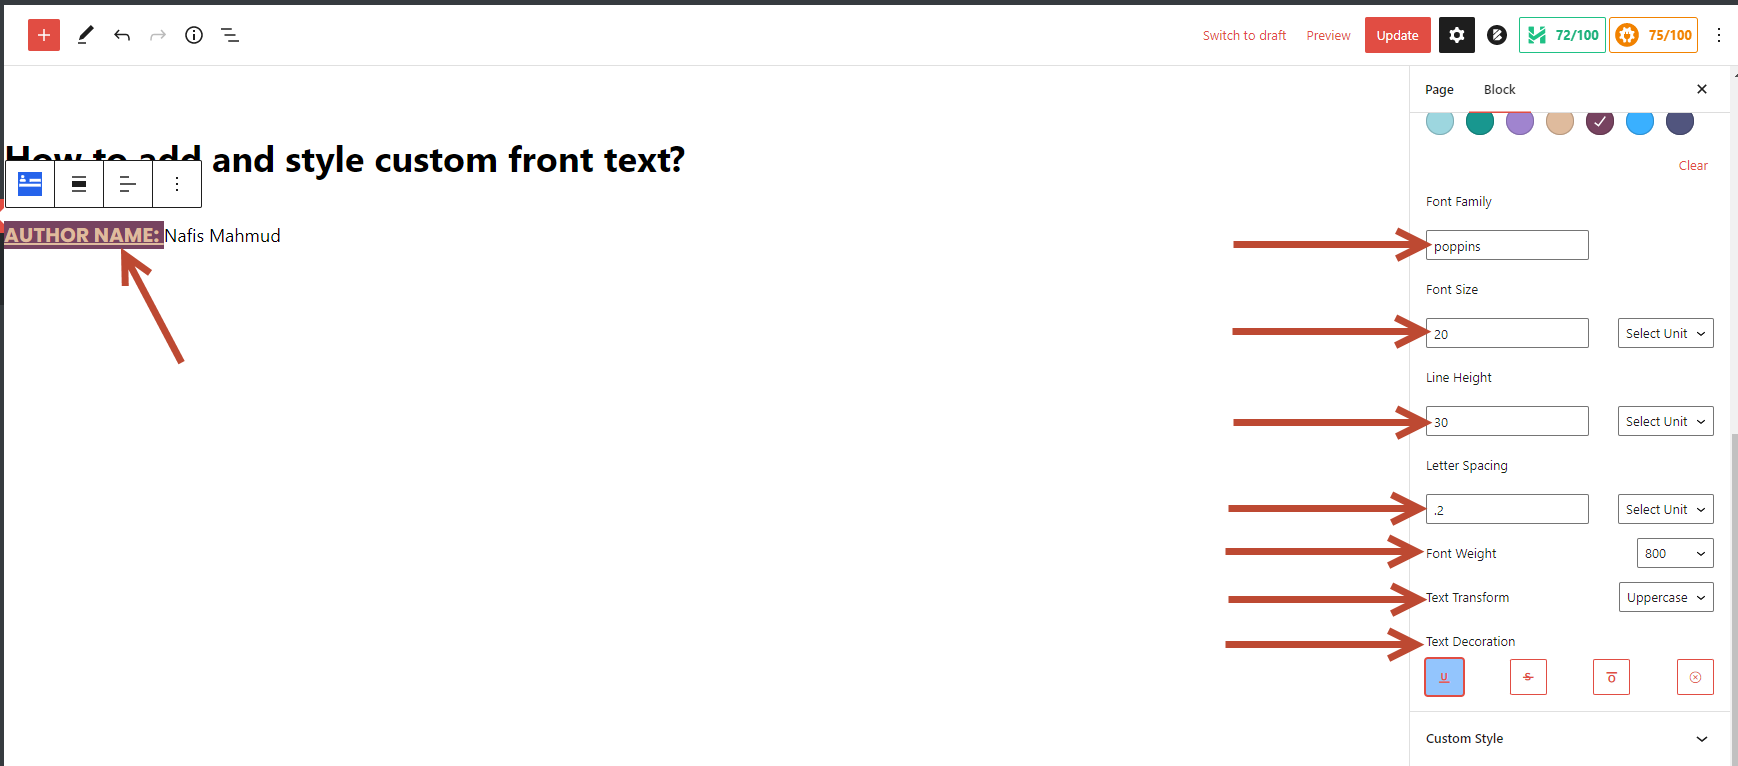 Switch to draft Preview Update 72/100 75/100
Page Block
How to add and style custom front text?
Clear
Font Family
AUTHOR NAME: Nafis Mahmud
poppins
Font Size
20 Select Unit
Line Height
30 Select Unit
Letter Spacing
.2 Select Unit
Font Weight 800
Text Transform Uppercase
Text Decoration
U S O
Custom Style